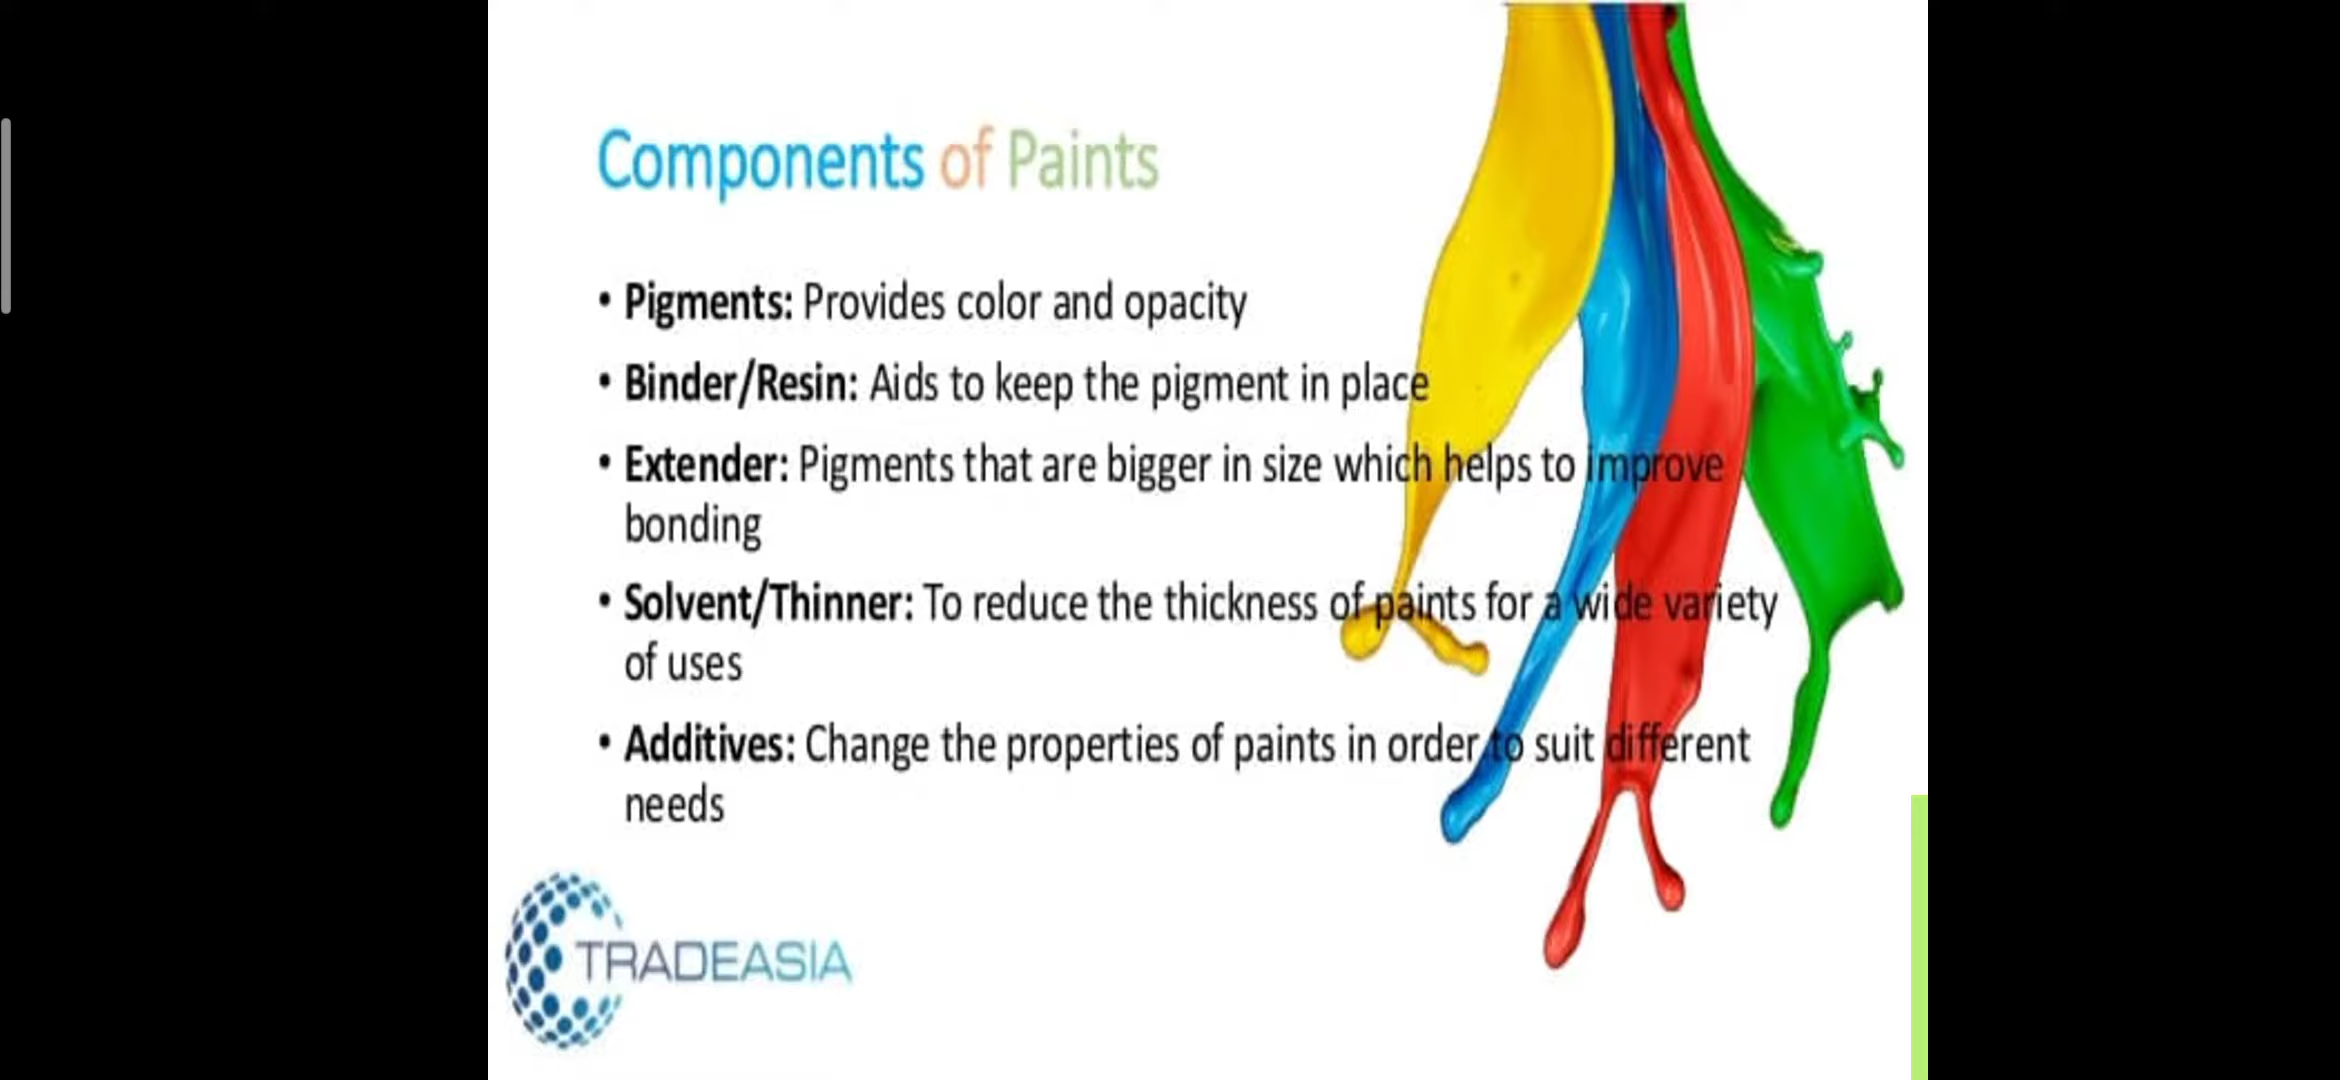 Components of Paints
• Pigments: Provides color and opacity
• Binder/Resin: Aids to keep the pigment in place
• Extender: Pigments that are bigger in size which helps to improve
bonding
• Solvent/Thinner: To reduce the thickness of paints for a wide variety
of uses
• Additives: Change the properties of paints in order to suit different
needs
TRADEASIA